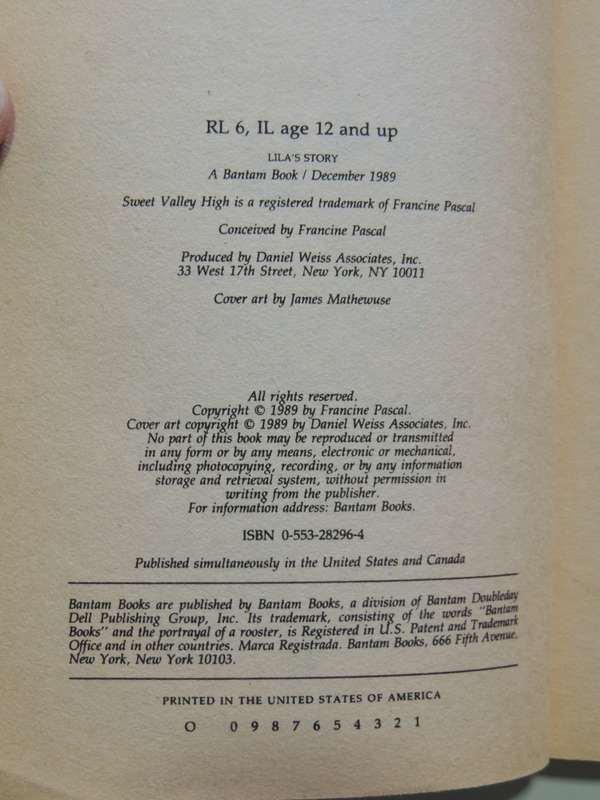 RL 6, IL age 12 and up
LILA'S STORY
A Bantam Book / December 1989
Sweet Valley High is a registered trademark of Francine Pascal
Conceived by Francine Pascal
Produced by Daniel Weiss Associates, Inc.
33 West 17th Street, New York, NY 10011
Cover art by James Mathewuse
All rights reserved.
Copyright © 1989 by Francine Pascal.
Cover art copyright © 1989 by Daniel Weiss Associates, Inc.
No part of this book may be reproduced or transmitted
in any form or by any means, electronic or mechanical,
including photocopying, recording, or by any information
storage and retrieval system, without permission in
writing from the publisher.
For information address: Bantam Books.
ISBN 0-553-28296-4
Published simultaneously in the United States and Canada
Bantam Books are published by Bantam Books, a division of Bantam Doubleday
Dell Publishing Group, Inc. Its trademark, consisting of the words "Bantam
Books" and the portrayal of a rooster, is Registered in U.S. Patent and Trademark
Office and in other countries. Marca Registrada. Bantam Books, 666 Fifth Avenue,
New York, New York 10103.
PRINTED IN THE UNITED STATES OF AMERICA
O 0 9 8 7 6 5 4 3 2 1